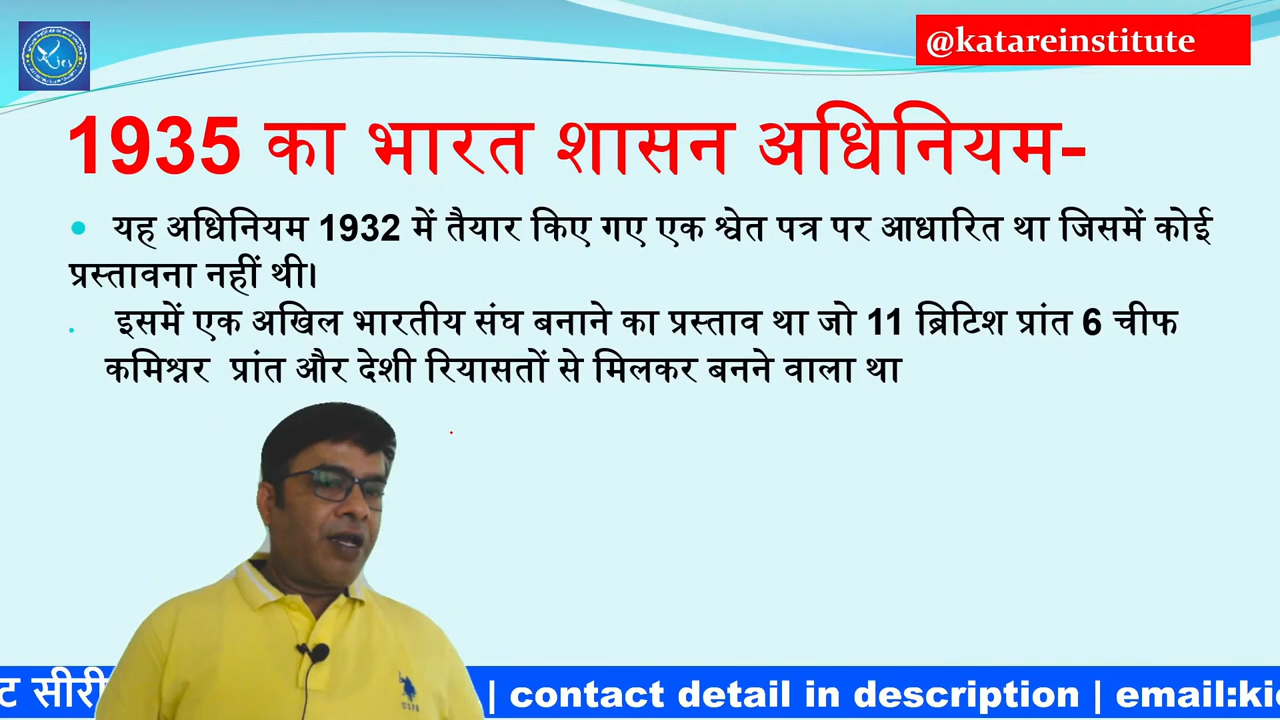 @katareinstitute
1935 का भारत शासन अधिनियम-
• यह अधिनियम 1932 में तैयार किए गए एक श्वेत पत्र पर आधारित था जिसमें कोई
प्रस्तावना नहीं थी।
• इसमें एक अखिल भारतीय संघ बनाने का प्रस्ताव था जो 11 ब्रिटिश प्रांत 6 चीफ
कमिश्नर प्रांत और देशी रियासतों से मिलकर बनने वाला था
ट सीरी | contact detail in description | email:ki
USPA